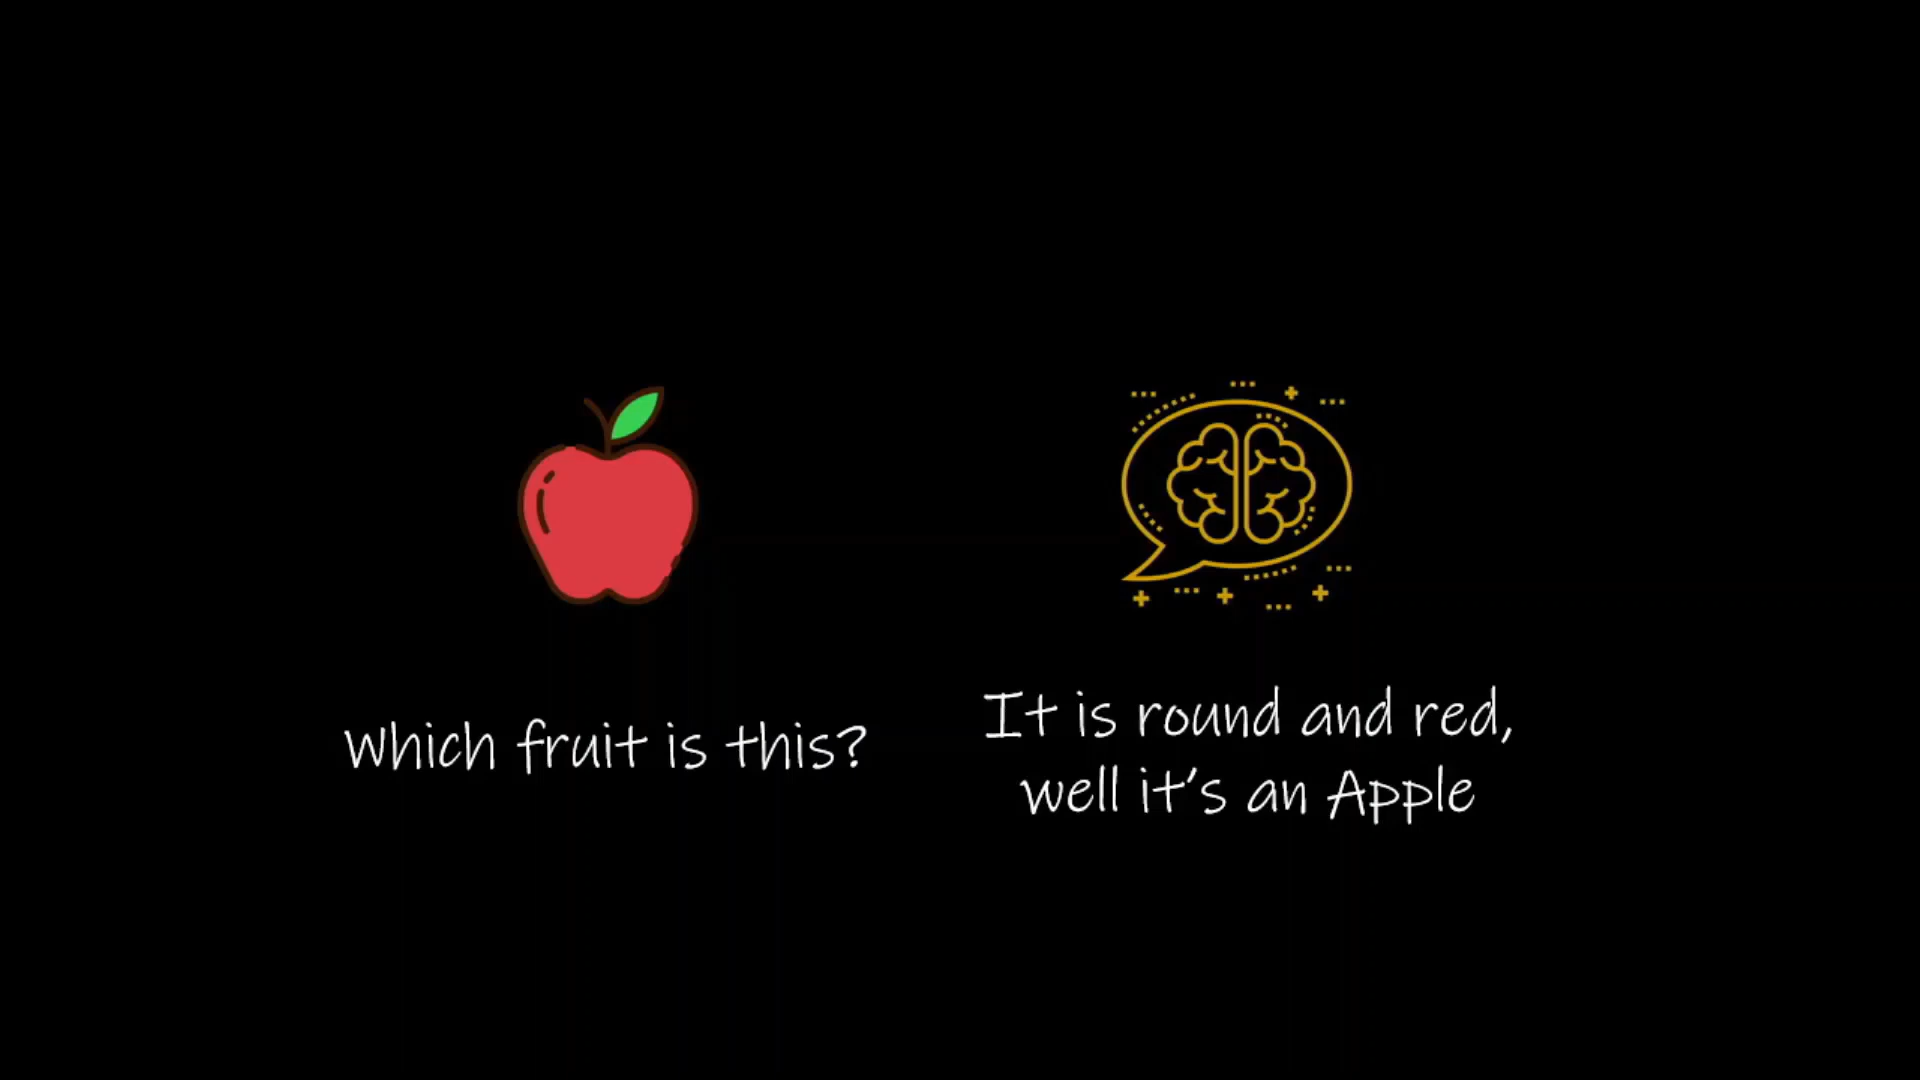 Which fruit is this?
It is round and red,
well it's an Apple